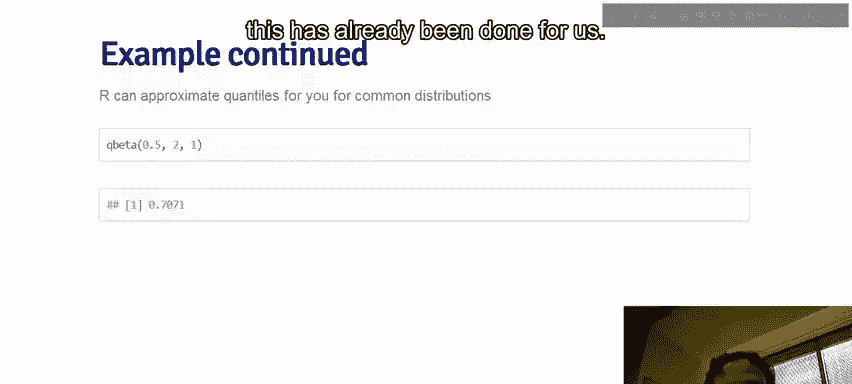 this has already been done for us.
Example continued
R can approximate quantiles for you for common distributions
qbeta(0.5, 2, 1)
## [1] 0.7071